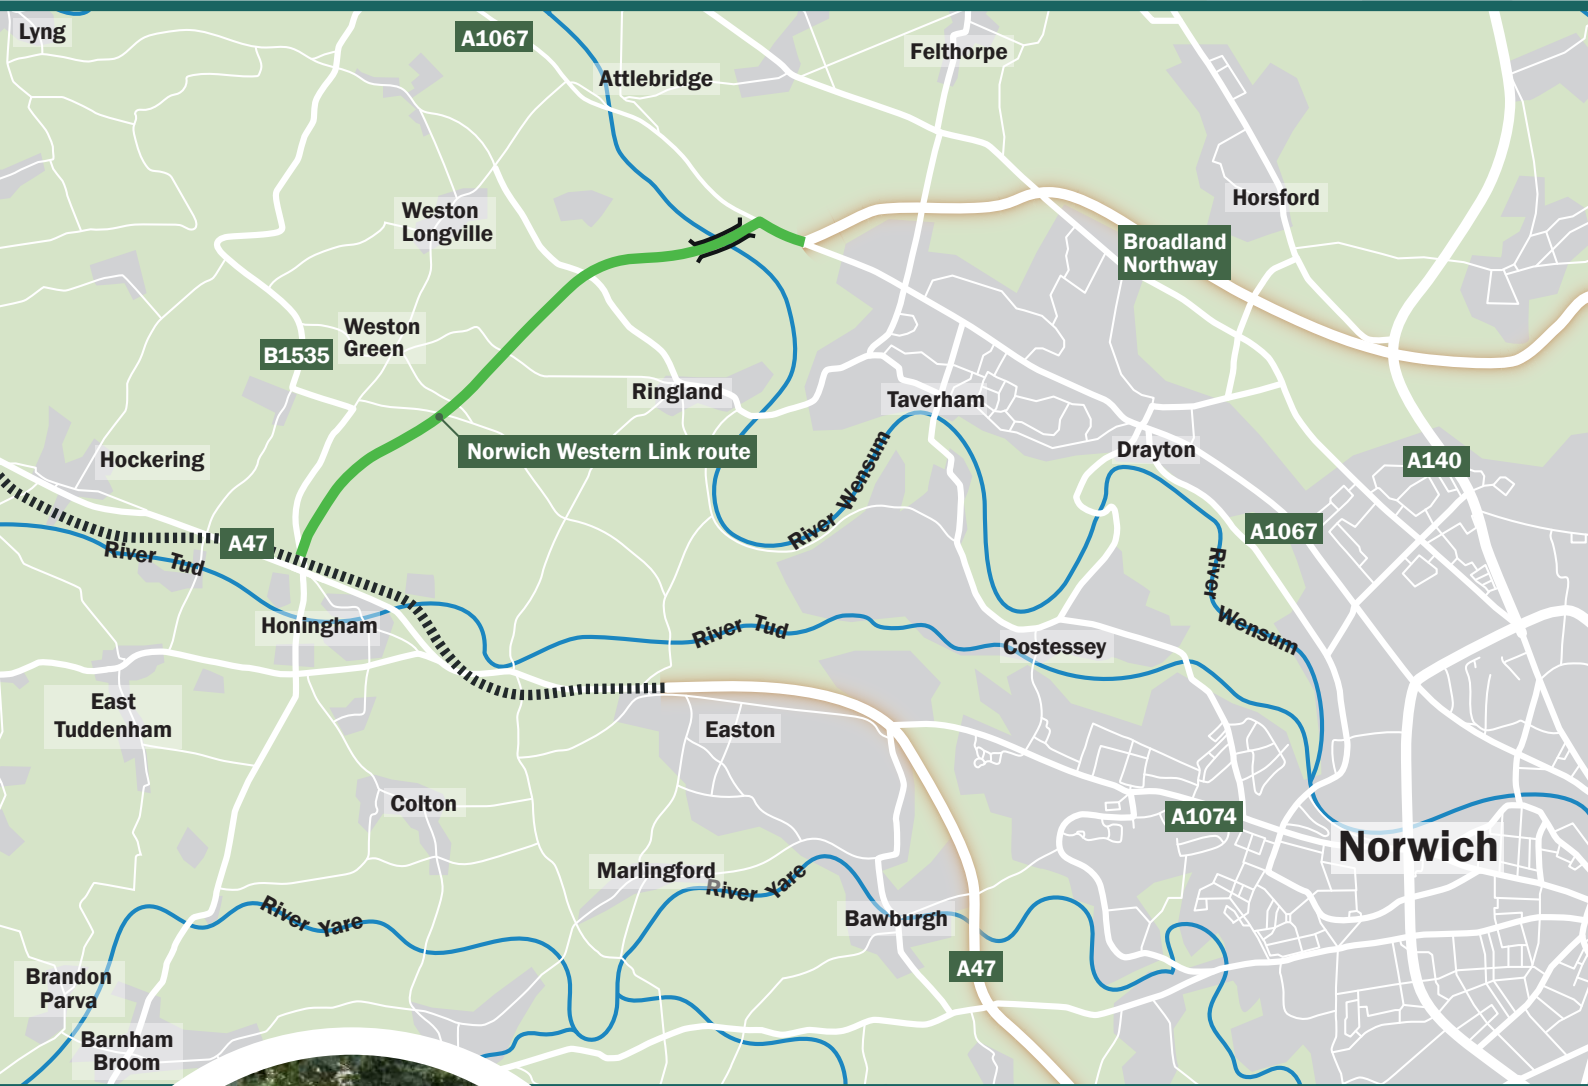 Lyng
A1067
Attlebridge
Felthorpe
Horsford
Weston
Longville
Broadland
Northway
Weston
Green
B1535
Ringland
Taverham
Norwich Western Link route
Hockering
Drayton
A140
River Wensum
A1067
A47
River Tud
River Wensum
Honingham
River Tud
Costessey
East
Tuddenham
Easton
Colton
A1074
Norwich
Marlingford
River Yare
River Yare
Bawburgh
A47
Brandon
Parva
Barnham
Broom